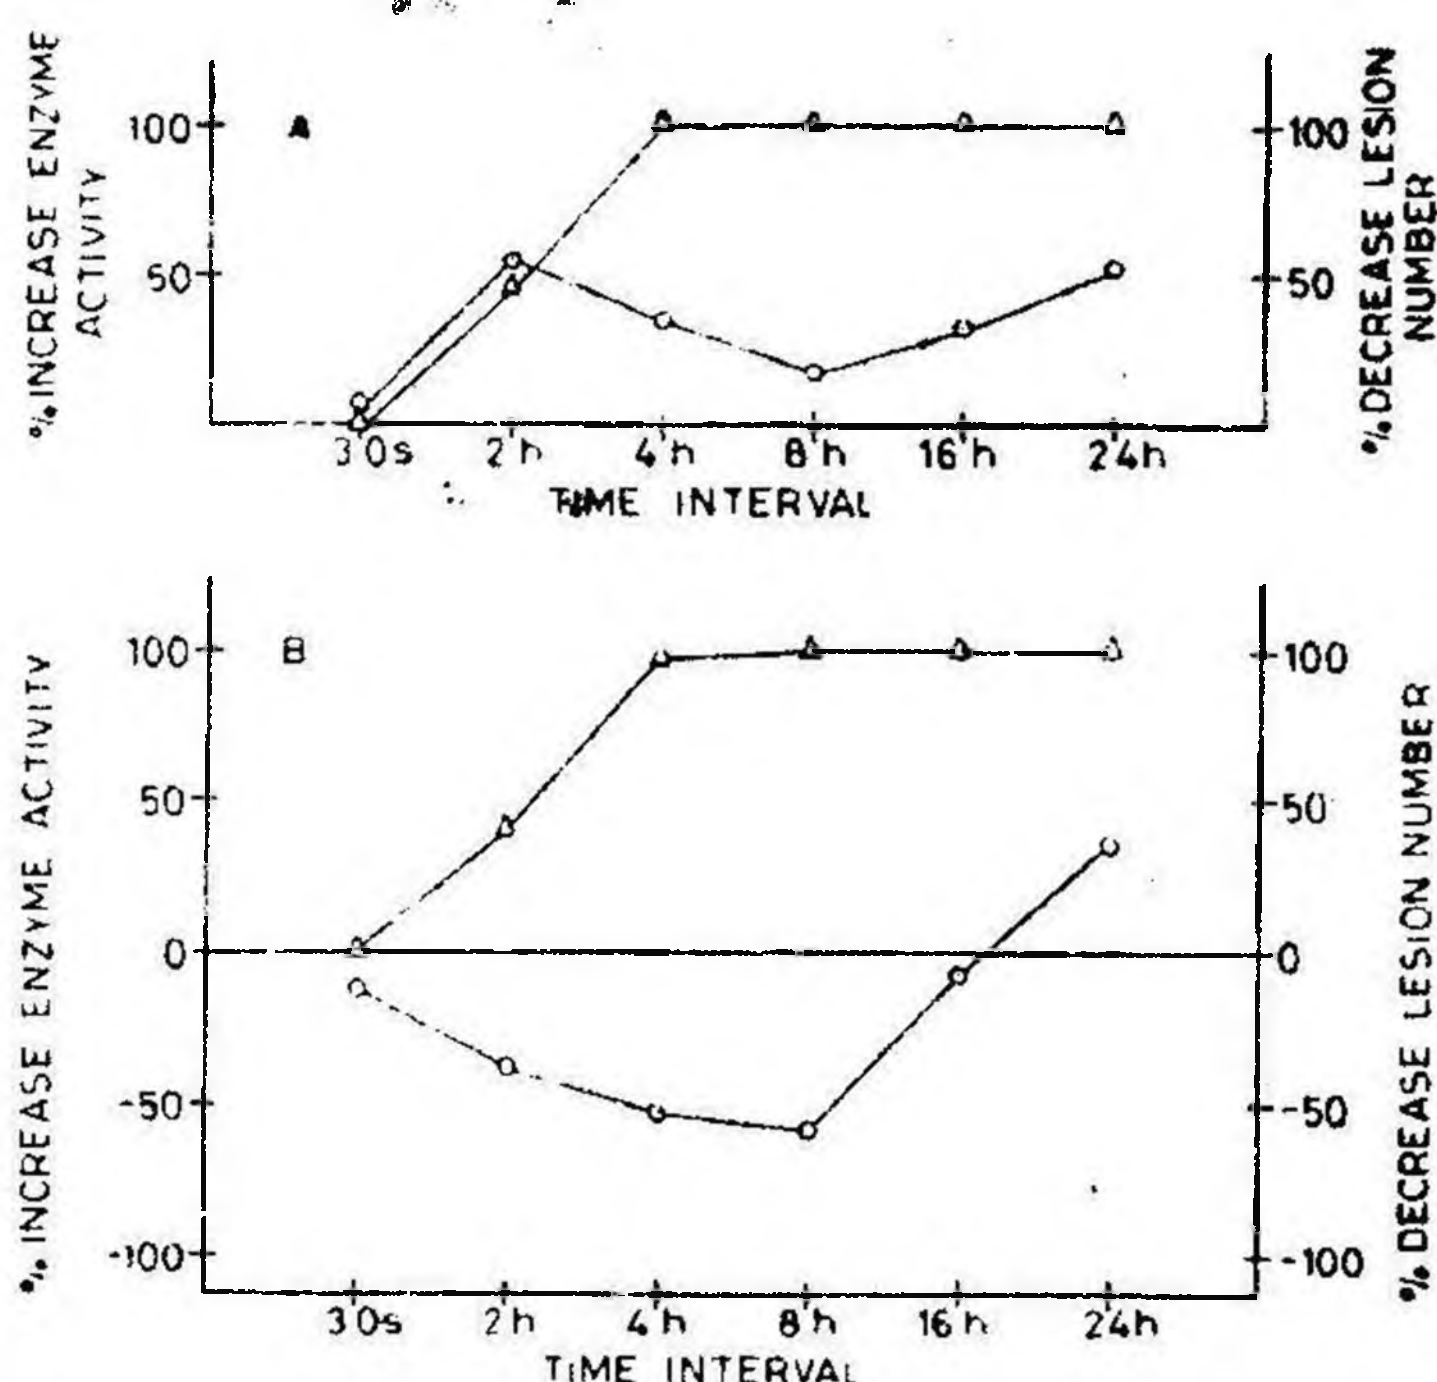 % INCREASE ENZYME
ACTIVITY
A
100
50
100
50
% DECREASE LESION
NUMBER
30s 2h 4h 8h 16h 24h
TIME INTERVAL
% INCREASE ENZYME ACTIVITY
B
100
50
0
-50
-100
100
50
0
-50
-100
% DECREASE LESION NUMBER
30s 2h 4h 8h 16h 24h
TIME INTERVAL